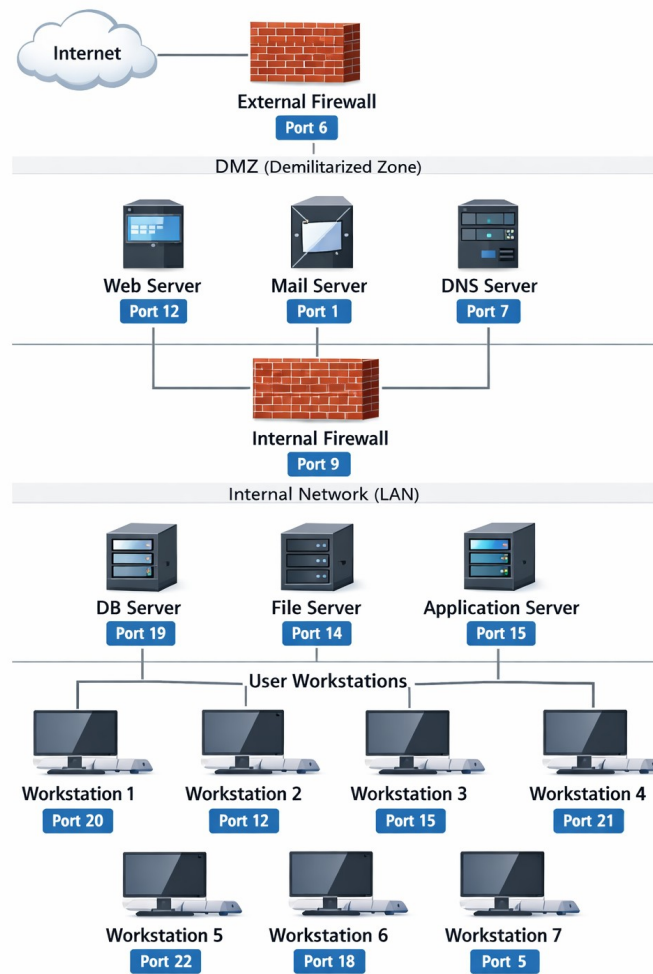 Internet
External Firewall
Port 6
DMZ (Demilitarized Zone)
Web Server
Port 12
Mail Server
Port 1
DNS Server
Port 7
Internal Firewall
Port 9
Internal Network (LAN)
DB Server
Port 19
File Server
Port 14
Application Server
Port 15
User Workstations
Workstation 1
Port 20
Workstation 2
Port 12
Workstation 3
Port 15
Workstation 4
Port 21
Workstation 5
Port 22
Workstation 6
Port 18
Workstation 7
Port 5